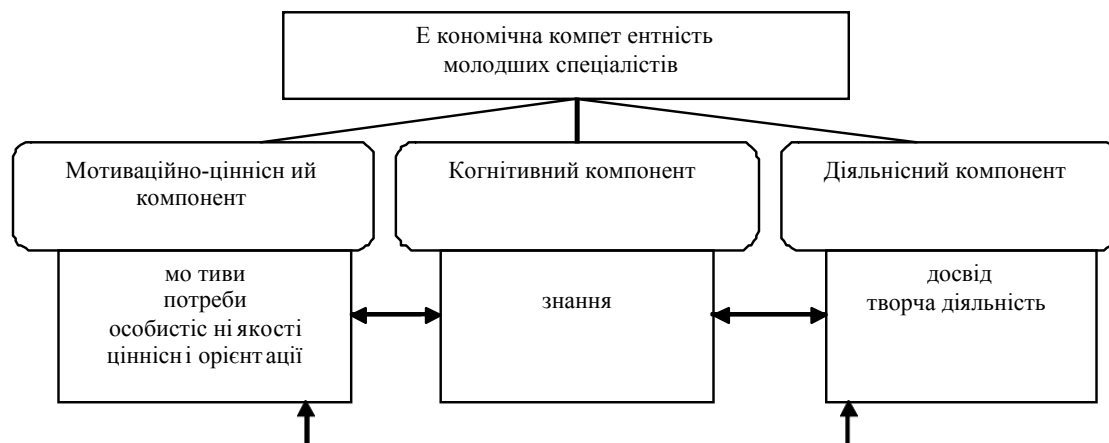 Е кономічна компет ентність
молодших спеціалістів
Мотиваційно-ціннісн ий
компонент
Когнітивний компонент
Діяльнісний компонент
мо тиви
потреби
особистіс ні якості
ціннісн і орієнт ації
знання
досвід
творча діяльність